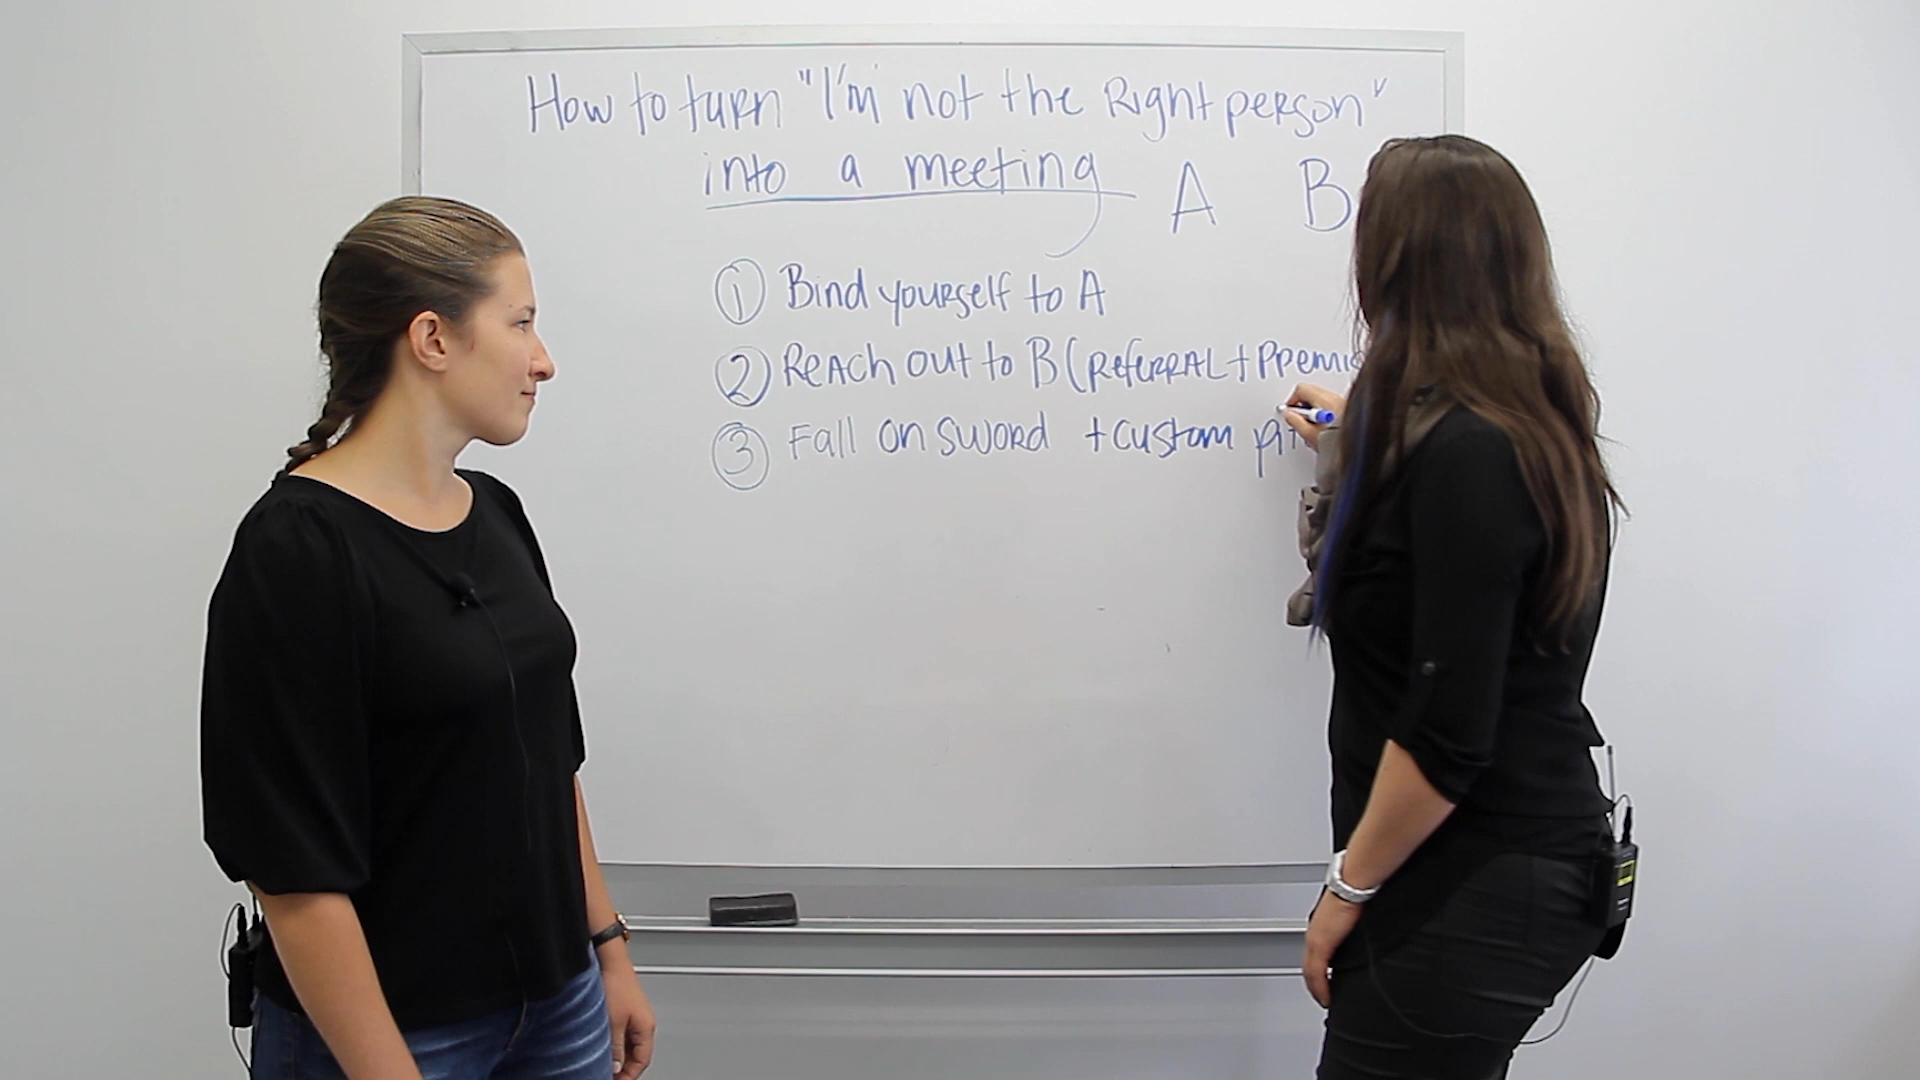 How to turn "I'm not the Right person"
into a meeting A B
1 Bind yourself to A
2 Reach out to B (Referral +
3 Fall on sword + custom